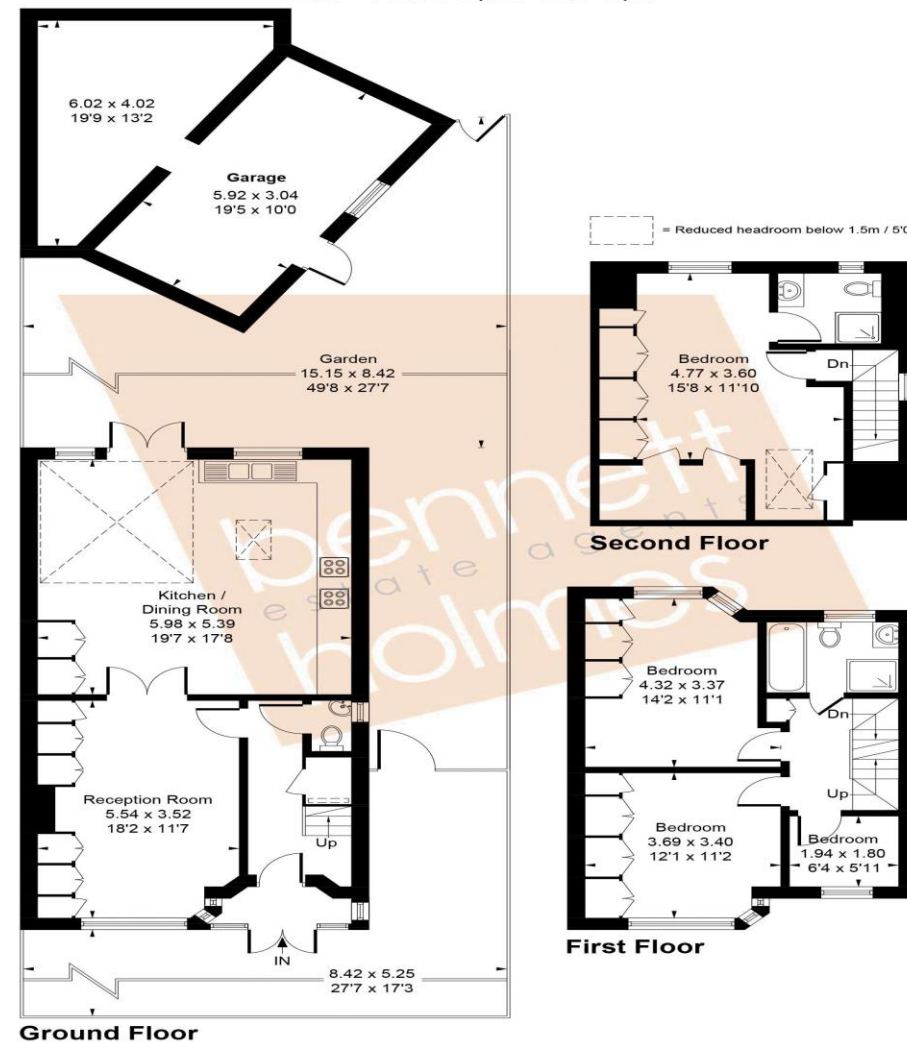 6.02 x 4.02
19'9 x 13'2
Garage
5.92 x 3.04
19'5 x 10'0
Garden
15.15 x 8.42
49'8 x 27'7
Kitchen /
Dining Room
5.98 x 5.39
19'7 x 17'8
Reception Room
5.54 x 3.52
18'2 x 11'7
Up
IN
8.42 x 5.25
27'7 x 17'3
Ground Floor
= Reduced headroom below 1.5m / 5'0
Bedroom
4.77 x 3.60
15'8 x 11'10
Dn
Second Floor
Bedroom
4.32 x 3.37
14'2 x 11'1
Dn
Up
Bedroom
3.69 x 3.40
12'1 x 11'2
Bedroom
1.94 x 1.80
6'4 x 5'11
First Floor
bennett
estate agents
holmes